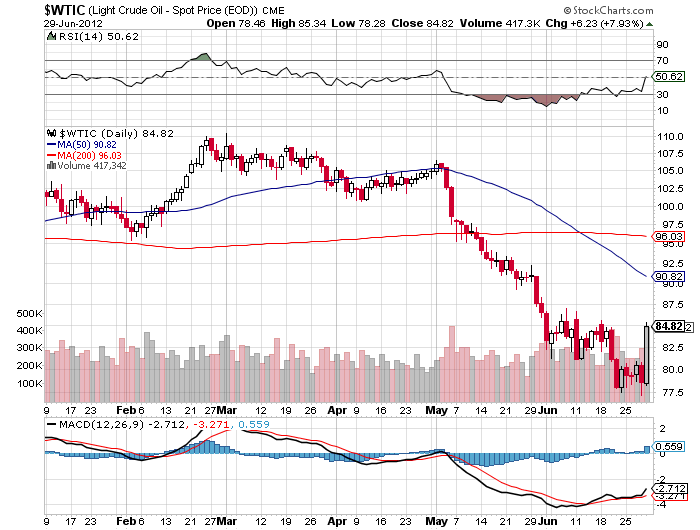 $WTIC (Light Crude Oil - Spot Price (EOD)) CME
© StockCharts.com
29-Jun-2012
Open 78.46 High 85.34 Low 78.28 Close 84.82 Volume 417.3K Chg +6.23 (+7.93%)
RSI(14) 50.62
90
70
50.62
30
10
$WTIC (Daily) 84.82
MA(50) 90.82
MA(200) 96.03
Volume 417,342
110.0
107.5
105.0
102.5
100.0
97.5
96.03
95.0
92.5
90.82
87.5
84.82
82.5
80.0
77.5
500K
400K
300K
200K
100K
9 17 23 Feb 6 13 21 27 Mar 12 19 26 Apr 9 16 23 May 7 14 21 29 Jun 11 18 25
MACD(12,26,9) -2.712, -3.271, 0.559
2
0.559
-2.712
-3.271
-4
9 17 23 Feb 6 13 21 27 Mar 12 19 26 Apr 9 16 23 May 7 14 21 29 Jun 11 18 25